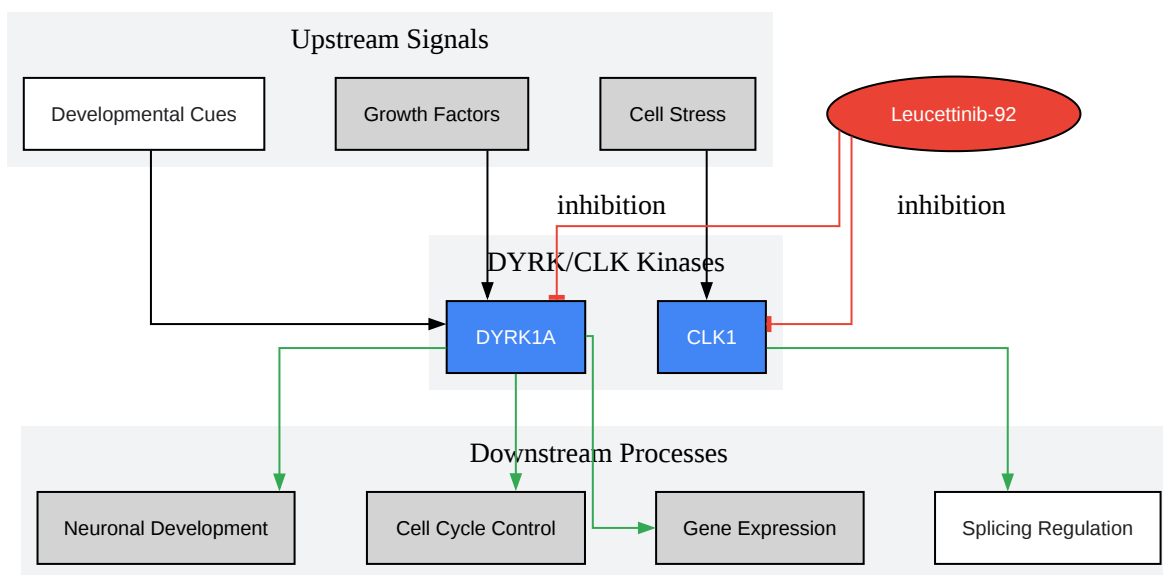 Upstream Signals
Developmental Cues
Growth Factors
Cell Stress
Leucettinib-92
inhibition
inhibition
DYRK/CLK Kinases
DYRK1A
CLK1
Downstream Processes
Neuronal Development
Cell Cycle Control
Gene Expression
Splicing Regulation